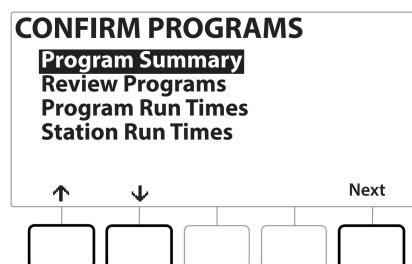 CONFIRM PROGRAMS
Program Summary
Review Programs
Program Run Times
Station Run Times
Next